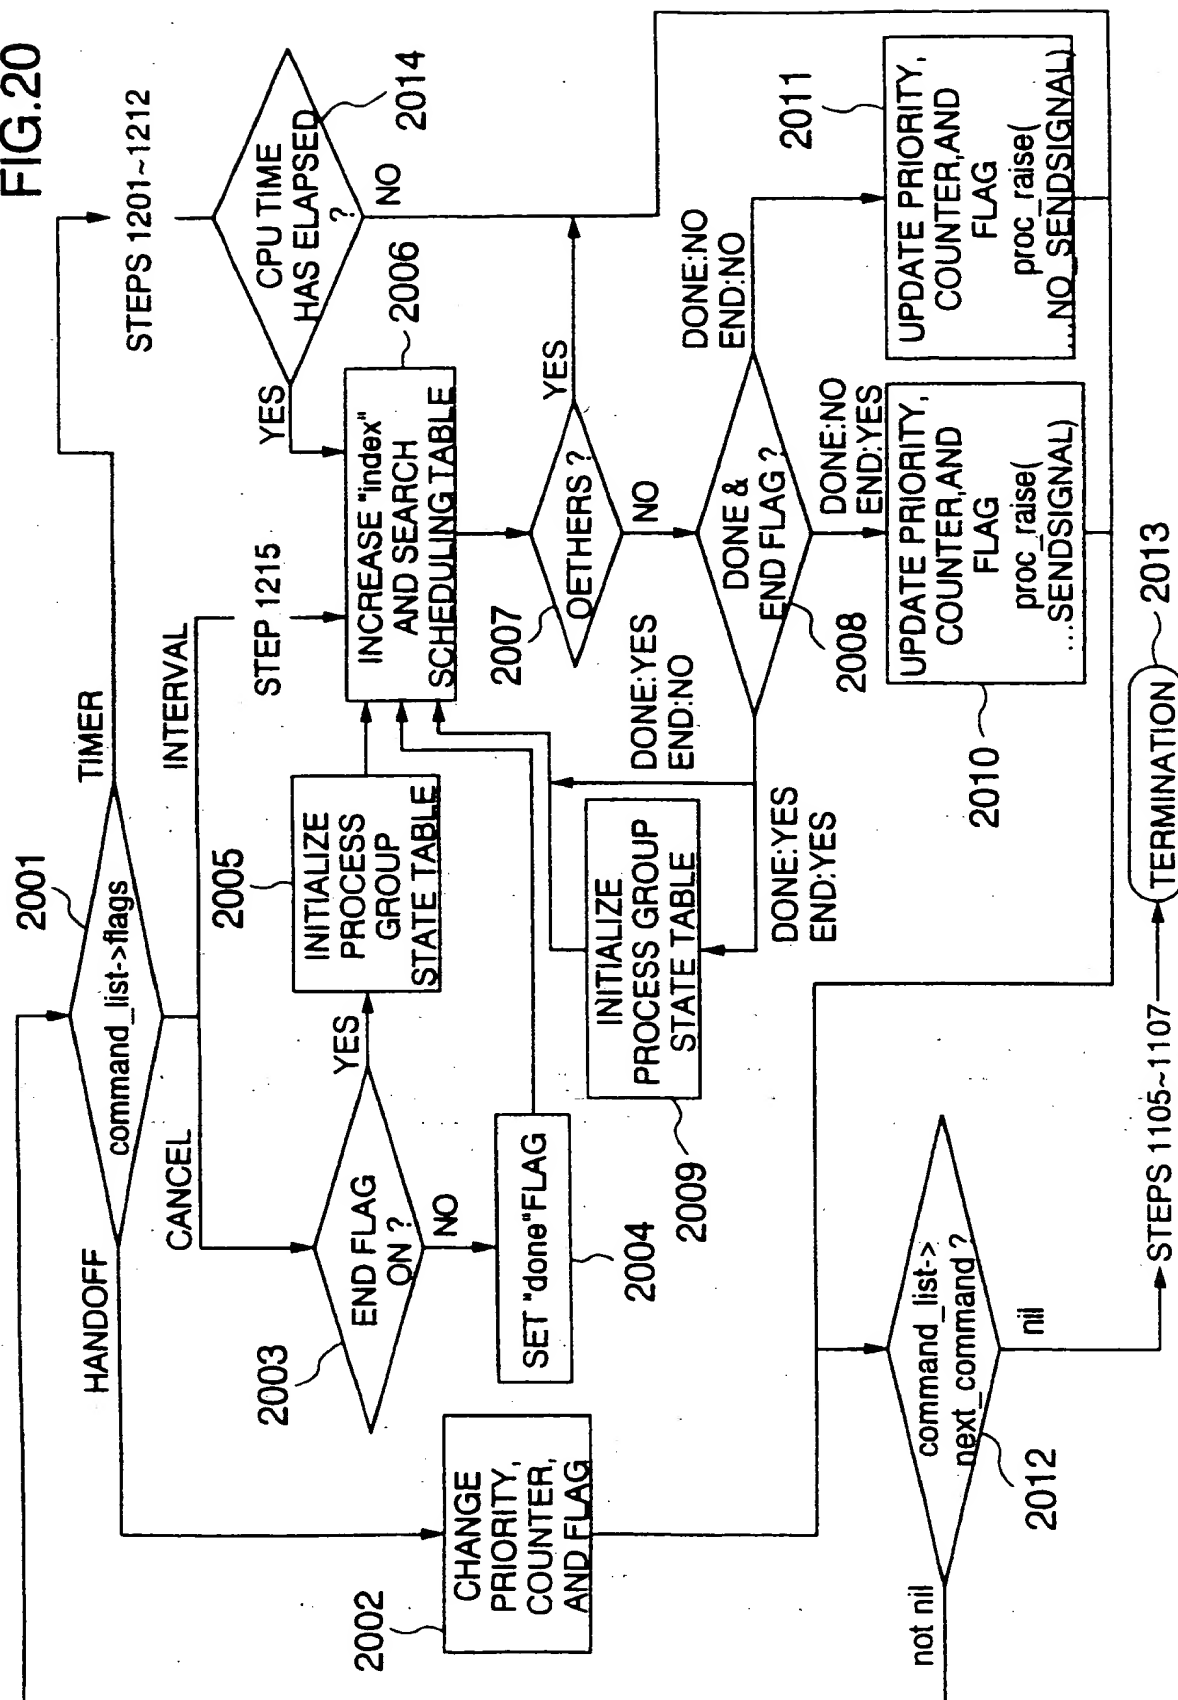 FIG.20
2001
command_list->flags
HANDOFF
CANCEL
INTERVAL
TIMER
STEPS 1201~1212
CPU TIME
HAS ELAPSED
?
2014
YES
NO
STEP 1215
2003
END FLAG
ON ?
YES
NO
2005
INITIALIZE
PROCESS
GROUP
STATE TABLE
2004
SET "done"FLAG
2006
INCREASE "index"
AND SEARCH
SCHEDULING TABLE
2007
OETHERS ?
YES
NO
2008
DONE &
END FLAG ?
DONE:YES
END:NO
DONE:YES
END:YES
DONE:NO
END:YES
DONE:NO
END:NO
2009
INITIALIZE
PROCESS GROUP
STATE TABLE
2002
CHANGE
PRIORITY,
COUNTER,
AND FLAG
2010
UPDATE PRIORITY,
COUNTER,AND
FLAG
proc_raise(
...SENDSIGNAL)
2011
UPDATE PRIORITY,
COUNTER,AND
FLAG
proc_raise(
...NO_SENDSIGNAL)
2012
command_list->
next_command ?
not nil
nil
STEPS 1105~1107
TERMINATION
2013